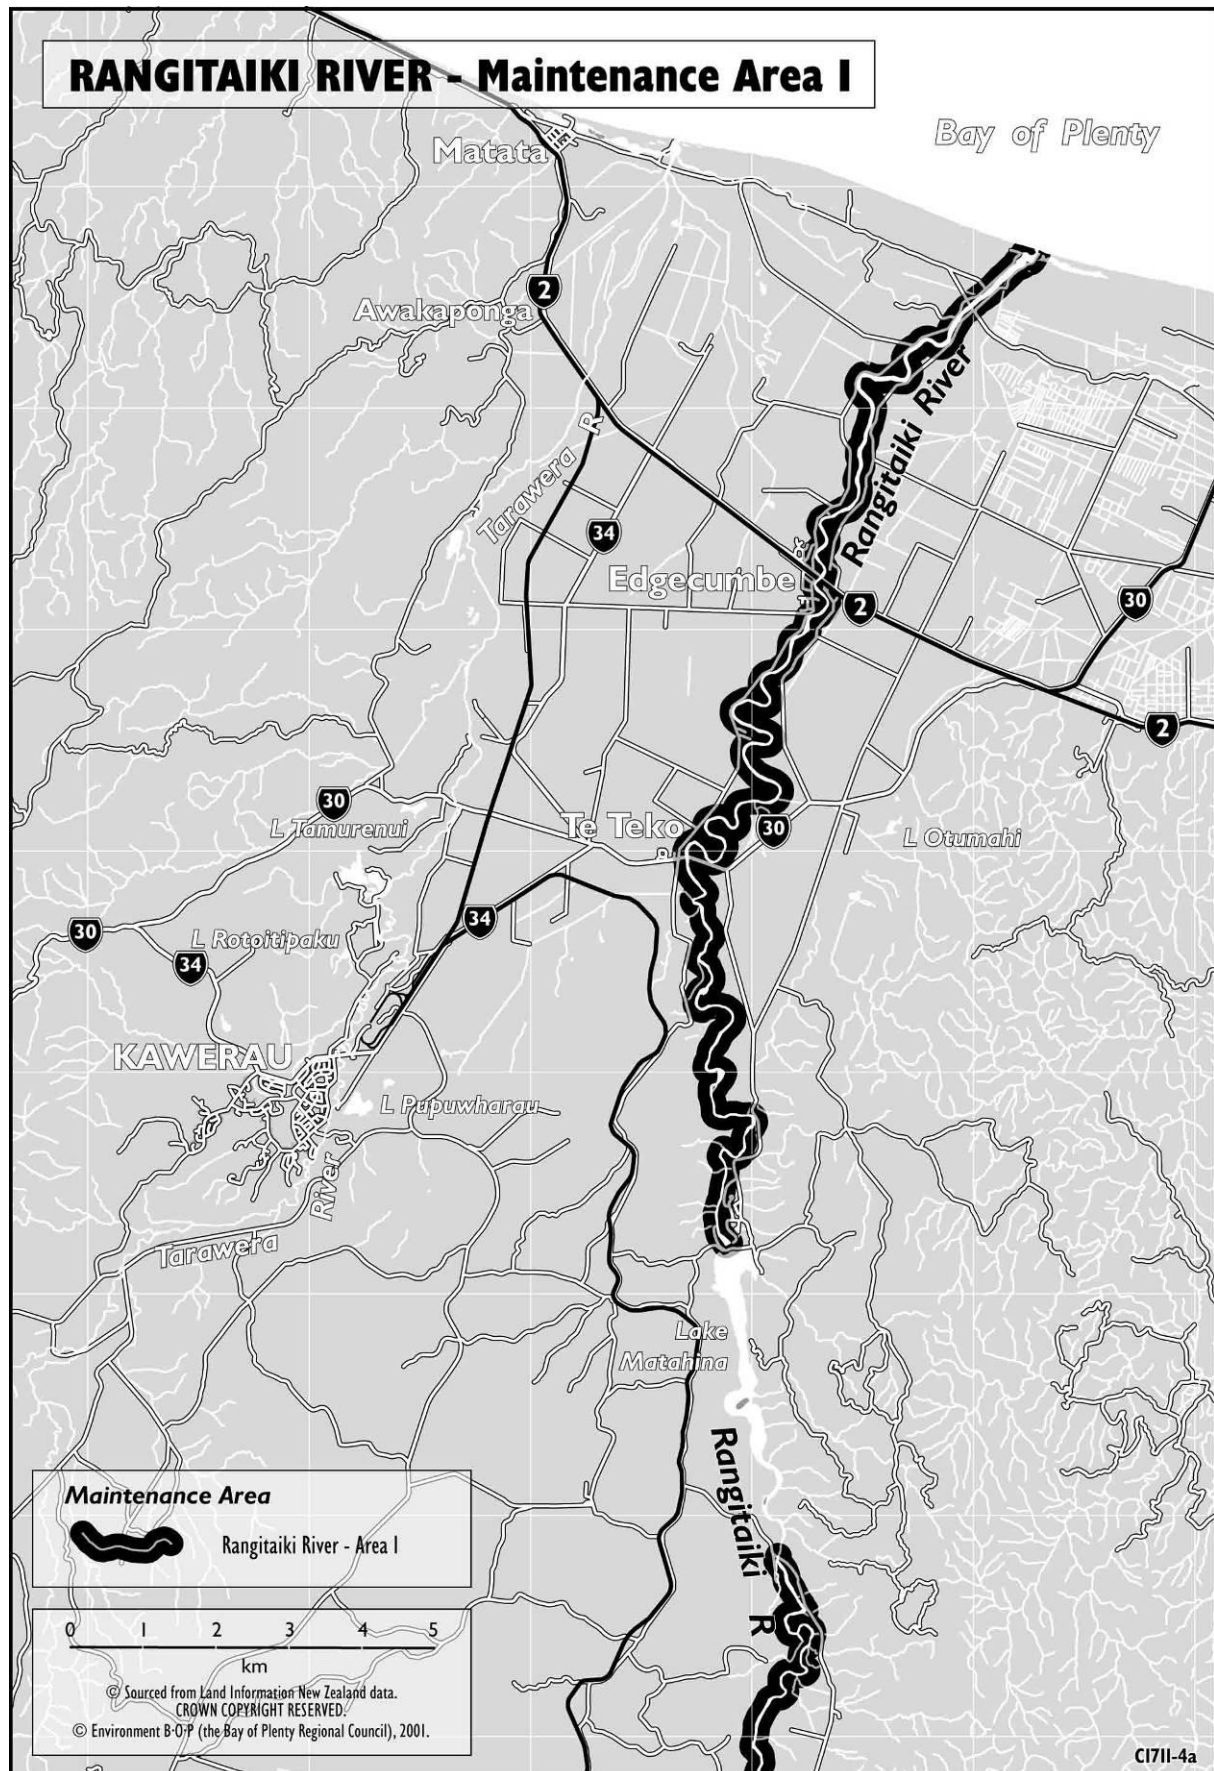 RANGITAIKI RIVER - Maintenance Area I
Bay of Plenty
Matata
2
Awakaponga
Rangitaiki River
Tarawera R
34
Edgecumbe
2
30
2
30
L Tamurenui
Te Teko
30
L Otumahi
34
30
L Rotoitipaku
34
KAWERAU
L Pupuwharau
River
Tarawera
Lake
Matahina
Rangitaiki R
Maintenance Area
Rangitaiki River - Area I
0 1 2 3 4 5
km
© Sourced from Land Information New Zealand data.
CROWN COPYRIGHT RESERVED.
© Environment B·O·P (the Bay of Plenty Regional Council), 2001.
CI7II-4a